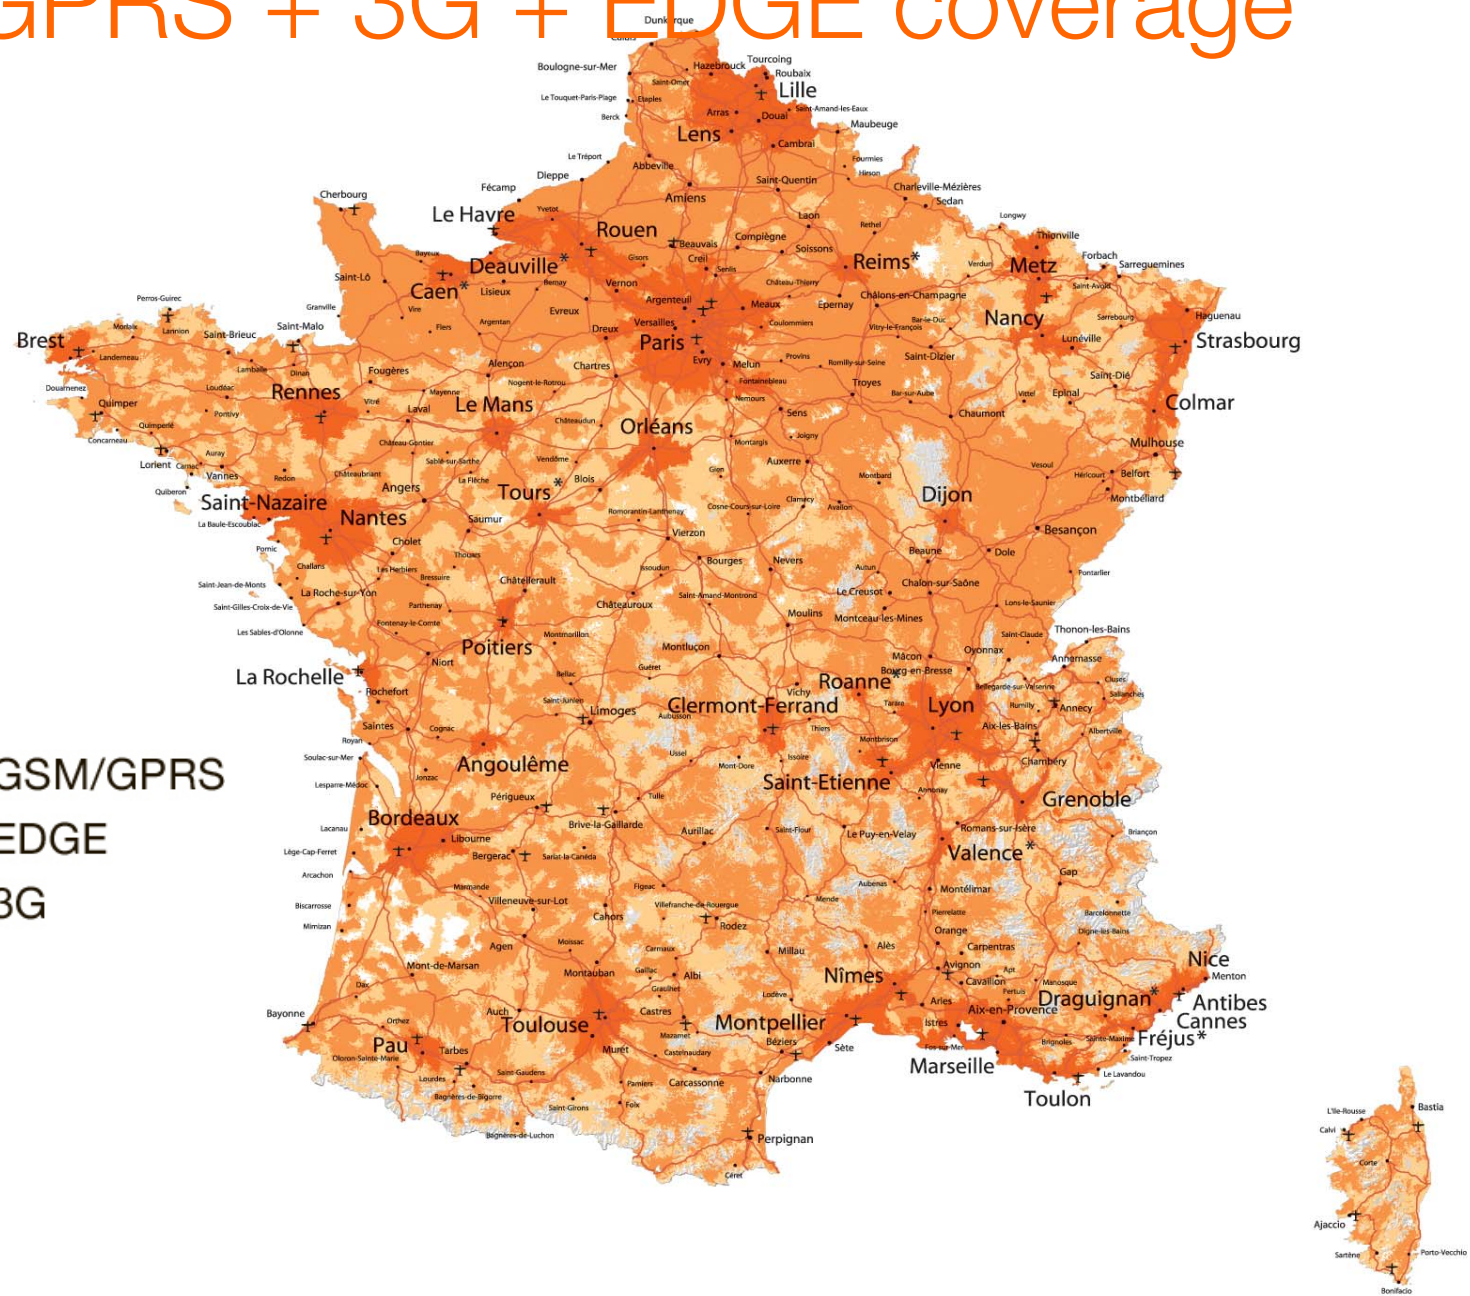 GPRS + 3G + EDGE coverage
Dunkerque
Calais
Boulogne-sur-Mer
Hazebrouck
Tourcoing
Roubaix
Saint-Omer
Lille
Le Touquet-Paris-Plage
Etaples
Saint-Amand-les-Eaux
Berck
Arras
Douai
Maubeuge
Lens
Cambrai
Le Tréport
Abbeville
Fourmies
Hirson
Dieppe
Saint-Quentin
Charleville-Mézières
Fécamp
Cherbourg
Amiens
Sedan
Le Havre
Yvetot
Laon
Rethel
Longwy
Rouen
Beauvais
Compiègne
Thionville
Soissons
Bayeux
Gisors
Creil
Reims*
Verdun
Metz
Forbach
Sarreguemines
Deauville*
Senlis
Saint-Lô
Caen*
Lisieux
Bernay
Vernon
Château-Thierry
Saint-Avold
Perros-Guirec
Argenteuil
Meaux
Epernay
Châlons-en-Champagne
Granville
Vire
Evreux
Nancy
Sarrebourg
Haguenau
Morlaix
Lannion
Saint-Brieuc
Saint-Malo
Flers
Argentan
Dreux
Versailles
Coulommiers
Vitry-le-François
Bar-le-Duc
Lunéville
Strasbourg
Brest
Landerneau
Paris
Evry
Melun
Provins
Romilly-sur-Seine
Saint-Dizier
Lamballe
Dinan
Fougères
Alençon
Chartres
Saint-Dié
Douarnenez
Loudéac
Rennes
Mayenne
Nogent-le-Rotrou
Fontainebleau
Troyes
Bar-sur-Aube
Vittel
Epinal
Quimper
Pontivy
Vitré
Laval
Le Mans
Nemours
Sens
Chaumont
Colmar
Quimperlé
Châteaudun
Orléans
Concarneau
Château-Gontier
Montargis
Joigny
Mulhouse
Lorient
Carnac
Auray
Vannes
Redon
Châteaubriant
Sablé-sur-Sarthe
La Flèche
Vendôme
Blois
Gien
Auxerre
Montbard
Vesoul
Héricourt
Belfort
Quiberon
Angers
Tours*
Dijon
Montbéliard
Saint-Nazaire
Nantes
Saumur
Romorantin-Lanthenay
Cosne-Cours-sur-Loire
Clamecy
Avallon
La Baule-Escoublac
Vierzon
Besançon
Pornic
Cholet
Thouars
Bourges
Nevers
Beaune
Dole
Challans
Les Herbiers
Bressuire
Châtellerault
Issoudun
Autun
Pontarlier
Saint-Jean-de-Monts
La Roche-sur-Yon
Saint-Amand-Montrond
Le Creusot
Chalon-sur-Saône
Saint-Gilles-Croix-de-Vie
Parthenay
Châteauroux
Moulins
Montceau-les-Mines
Lons-le-Saunier
Les Sables-d'Olonne
Fontenay-le-Comte
Montmorillon
Saint-Claude
Thonon-les-Bains
Poitiers
Montluçon
Mâcon
Oyonnax
Annemasse
Niort
Bellac
Guéret
Bourg-en-Bresse
La Rochelle
Roanne*
Bellegarde-sur-Valserine
Cluses
Sallanches
Rochefort
Saint-Junien
Limoges
Aubusson
Vichy
Clermont-Ferrand
Tarare
Lyon
Rumilly
Annecy
Saintes
Cognac
Thiers
Aix-les-Bains
Albertville
Royan
Soulac-sur-Mer
Angoulême
Ussel
Mont-Dore
Issoire
Montbrison
Vienne
Chambéry
GSM/GPRS
Jonzac
Lesparre-Médoc
Saint-Etienne
Annonay
Grenoble
Périgueux
Tulle
Bordeaux
Brive-la-Gaillarde
Lacanau
Aurillac
Saint-Flour
Le Puy-en-Velay
Romans-sur-Isère
Briançon
EDGE
Libourne
Lège-Cap-Ferret
Bergerac
Sarlat-la-Canéda
Valence*
Arcachon
Gap
3G
Marmande
Figeac
Aubenas
Montélimar
Biscarrosse
Villeneuve-sur-Lot
Villefranche-de-Rouergue
Mende
Mimizan
Cahors
Rodez
Pierrelatte
Barcelonnette
Agen
Moissac
Carmaux
Millau
Alès
Orange
Digne-les-Bains
Carpentras
Mont-de-Marsan
Montauban
Gaillac
Albi
Nîmes
Avignon
Apt
Nice
Menton
Dax
Graulhet
Lodève
Cavaillon
Pertuis
Manosque
Draguignan*
Antibes
Bayonne
Orthez
Auch
Toulouse
Castres
Montpellier
Arles
Aix-en-Provence
Cannes
Pau
Mazamet
Béziers
Sète
Istres
Brignoles
Sainte-Maxime
Fréjus*
Oloron-Sainte-Marie
Tarbes
Muret
Castelnaudary
Fos-sur-Mer
Saint-Tropez
Lourdes
Saint-Gaudens
Pamiers
Carcassonne
Narbonne
Marseille
Le Lavandou
Bagnères-de-Bigorre
Saint-Girons
Foix
Toulon
Bagnères-de-Luchon
Perpignan
Céret
L'Ile-Rousse
Bastia
Calvi
Corte
Ajaccio
Sartène
Porto-Vecchio
Bonifacio